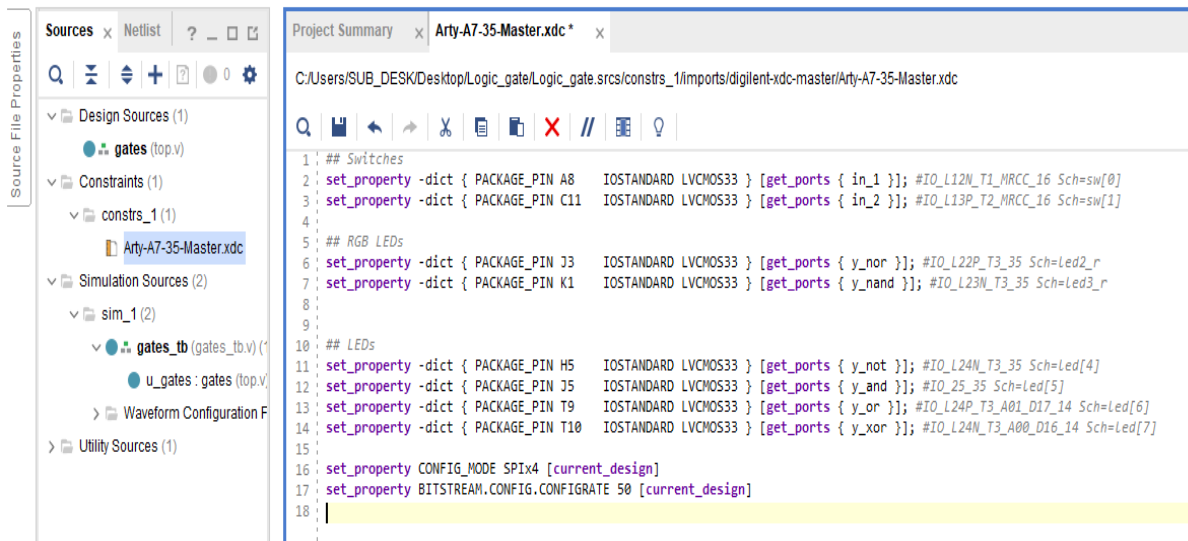 Source File Properties
Sources × Netlist ? _
0
Design Sources (1)
gates (top.v)
Constraints (1)
constrs_1 (1)
Arty-A7-35-Master.xdc
Simulation Sources (2)
sim_1 (2)
gates_tb (gates_tb.v) (1
u_gates : gates (top.v
Waveform Configuration F
Utility Sources (1)
Project Summary × Arty-A7-35-Master.xdc * ×
C:/Users/SUB_DESK/Desktop/Logic_gate/Logic_gate.srcs/constrs_1/imports/digilent-xdc-master/Arty-A7-35-Master.xdc
1 ## Switches
2 set_property -dict { PACKAGE_PIN A8 IOSTANDARD LVCMOS33 } [get_ports { in_1 }]; #IO_L12N_T1_MRCC_16 Sch=sw[0]
3 set_property -dict { PACKAGE_PIN C11 IOSTANDARD LVCMOS33 } [get_ports { in_2 }]; #IO_L13P_T2_MRCC_16 Sch=sw[1]
4
5 ## RGB LEDs
6 set_property -dict { PACKAGE_PIN J3 IOSTANDARD LVCMOS33 } [get_ports { y_nor }]; #IO_L22P_T3_35 Sch=led2_r
7 set_property -dict { PACKAGE_PIN K1 IOSTANDARD LVCMOS33 } [get_ports { y_nand }]; #IO_L23N_T3_35 Sch=led3_r
8
9
10 ## LEDs
11 set_property -dict { PACKAGE_PIN H5 IOSTANDARD LVCMOS33 } [get_ports { y_not }]; #IO_L24N_T3_35 Sch=led[4]
12 set_property -dict { PACKAGE_PIN J5 IOSTANDARD LVCMOS33 } [get_ports { y_and }]; #IO_25_35 Sch=led[5]
13 set_property -dict { PACKAGE_PIN T9 IOSTANDARD LVCMOS33 } [get_ports { y_or }]; #IO_L24P_T3_A01_D17_14 Sch=led[6]
14 set_property -dict { PACKAGE_PIN T10 IOSTANDARD LVCMOS33 } [get_ports { y_xor }]; #IO_L24N_T3_A00_D16_14 Sch=led[7]
15
16 set_property CONFIG_MODE SPIx4 [current_design]
17 set_property BITSTREAM.CONFIG.CONFIGRATE 50 [current_design]
18